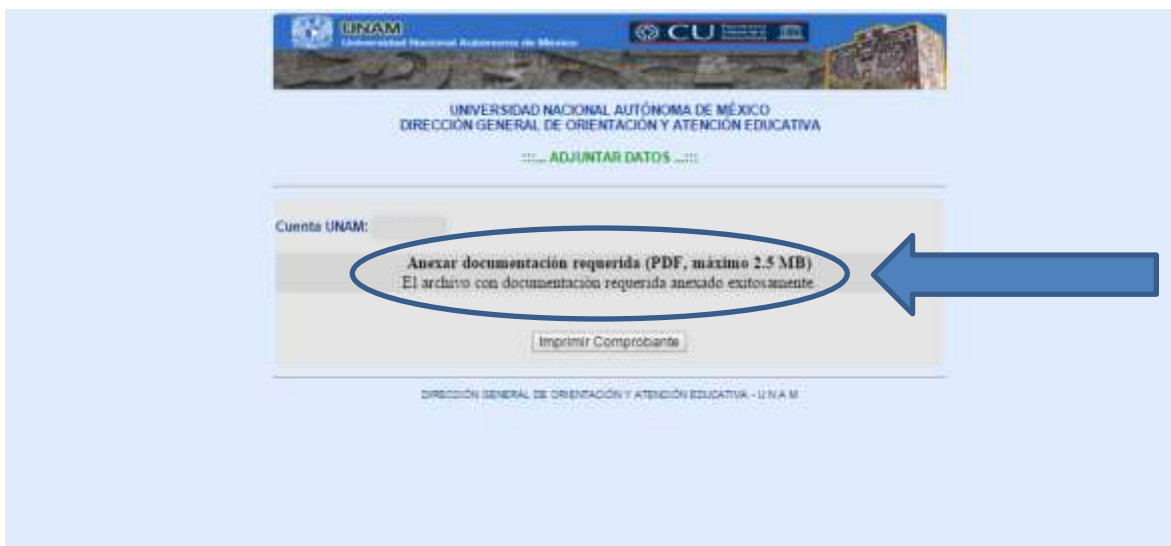 UNAM
Universidad Nacional Autónoma de México
CU
UNIVERSIDAD NACIONAL AUTÓNOMA DE MÉXICO
DIRECCIÓN GENERAL DE ORIENTACIÓN Y ATENCIÓN EDUCATIVA
:::... ADJUNTAR DATOS ...:::
Cuenta UNAM:
Anexar documentación requerida (PDF, máximo 2.5 MB)
El archivo con documentación requerida anexado exitosamente
Imprimir Comprobante
DIRECCIÓN GENERAL DE ORIENTACIÓN Y ATENCIÓN EDUCATIVA - U N A M